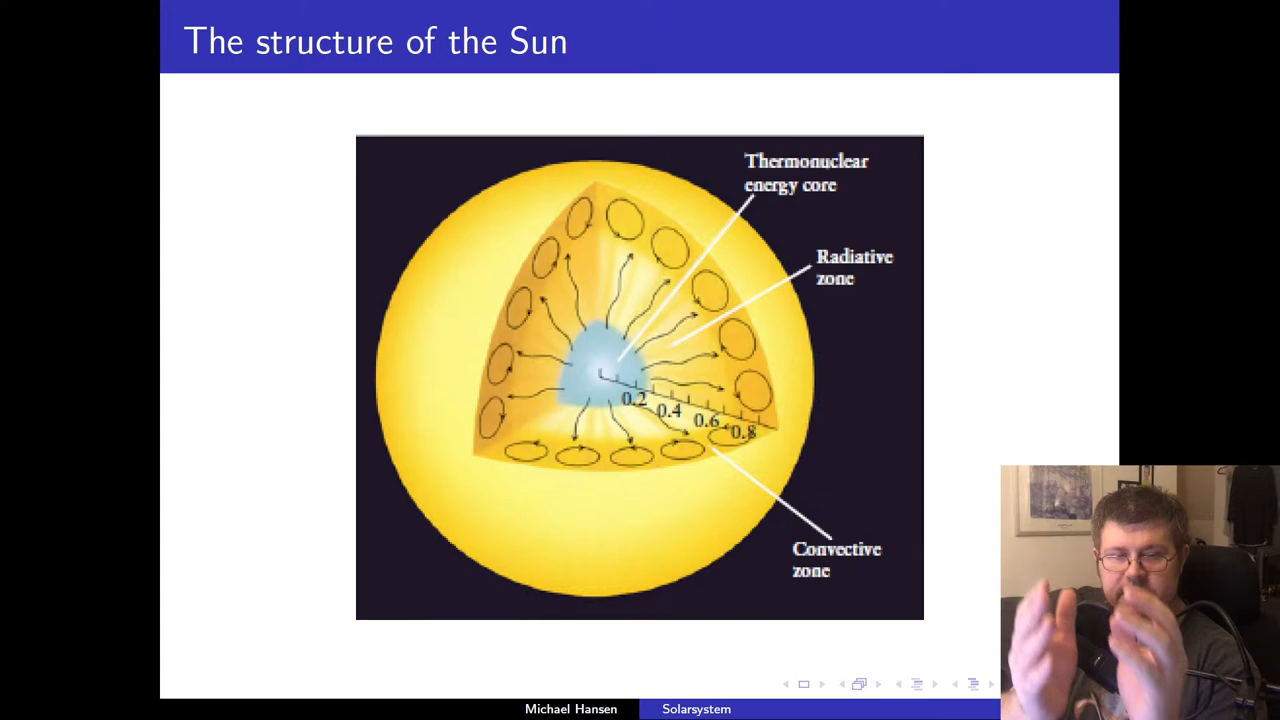 The structure of the Sun
Thermonuclear
energy core
Radiative
zone
0.2
0.4
0.6
0.8
Convective
zone
Michael Hansen
Solarsystem